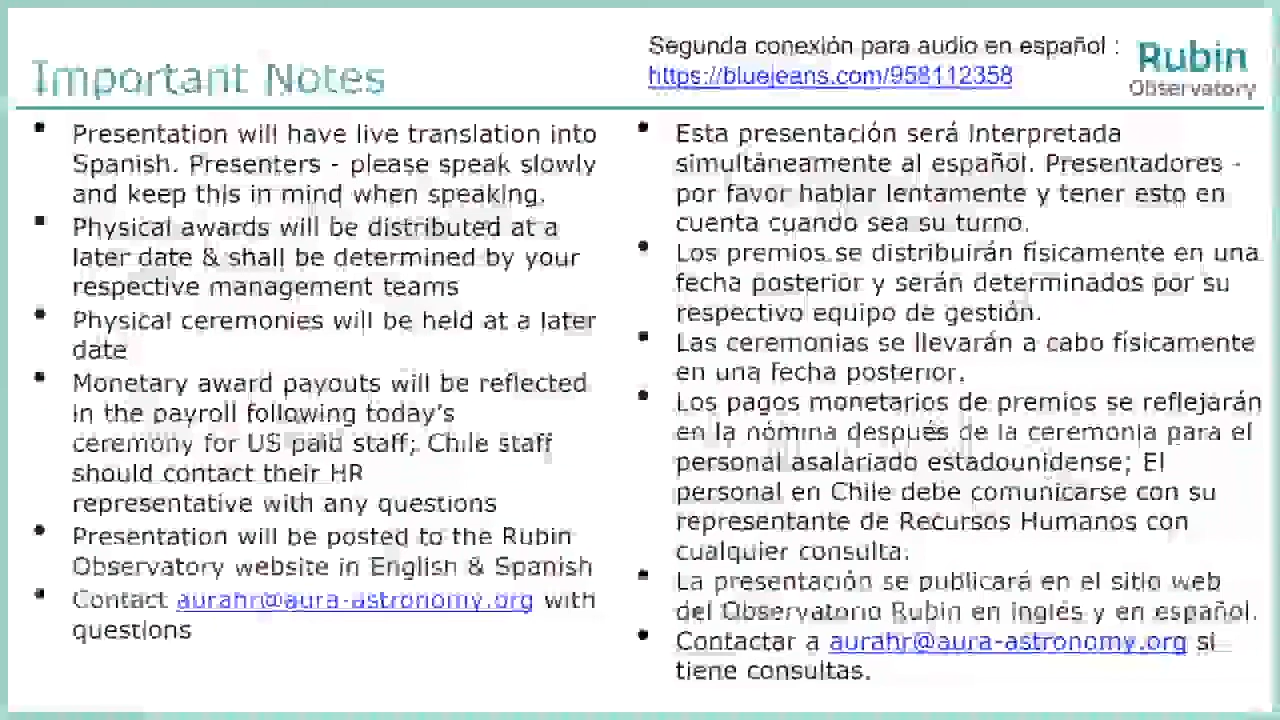 Important Notes
Segunda conexión para audio en español :
https://bluejeans.com/958112358
Rubin
Observatory
• Presentation will have live translation into
Spanish. Presenters - please speak slowly
and keep this in mind when speaking.
• Physical awards will be distributed at a
later date & shall be determined by your
respective management teams
• Physical ceremonies will be held at a later
date
• Monetary award payouts will be reflected
in the payroll following today's
ceremony for US paid staff; Chile staff
should contact their HR
representative with any questions
• Presentation will be posted to the Rubin
Observatory website in English & Spanish
• Contact aurahr@aura-astronomy.org with
questions
• Esta presentación será Interpretada
simultáneamente al español. Presentadores -
por favor hablar lentamente y tener esto en
cuenta cuando sea su turno.
• Los premios se distribuirán físicamente en una
fecha posterior y serán determinados por su
respectivo equipo de gestión.
• Las ceremonias se llevarán a cabo físicamente
en una fecha posterior.
• Los pagos monetarios de premios se reflejarán
en la nómina después de la ceremonia para el
personal asalariado estadounidense; El
personal en Chile debe comunicarse con su
representante de Recursos Humanos con
cualquier consulta.
• La presentación se publicará en el sitio web
del Observatorio Rubin en inglés y en español.
• Contactar a aurahr@aura-astronomy.org si
tiene consultas.